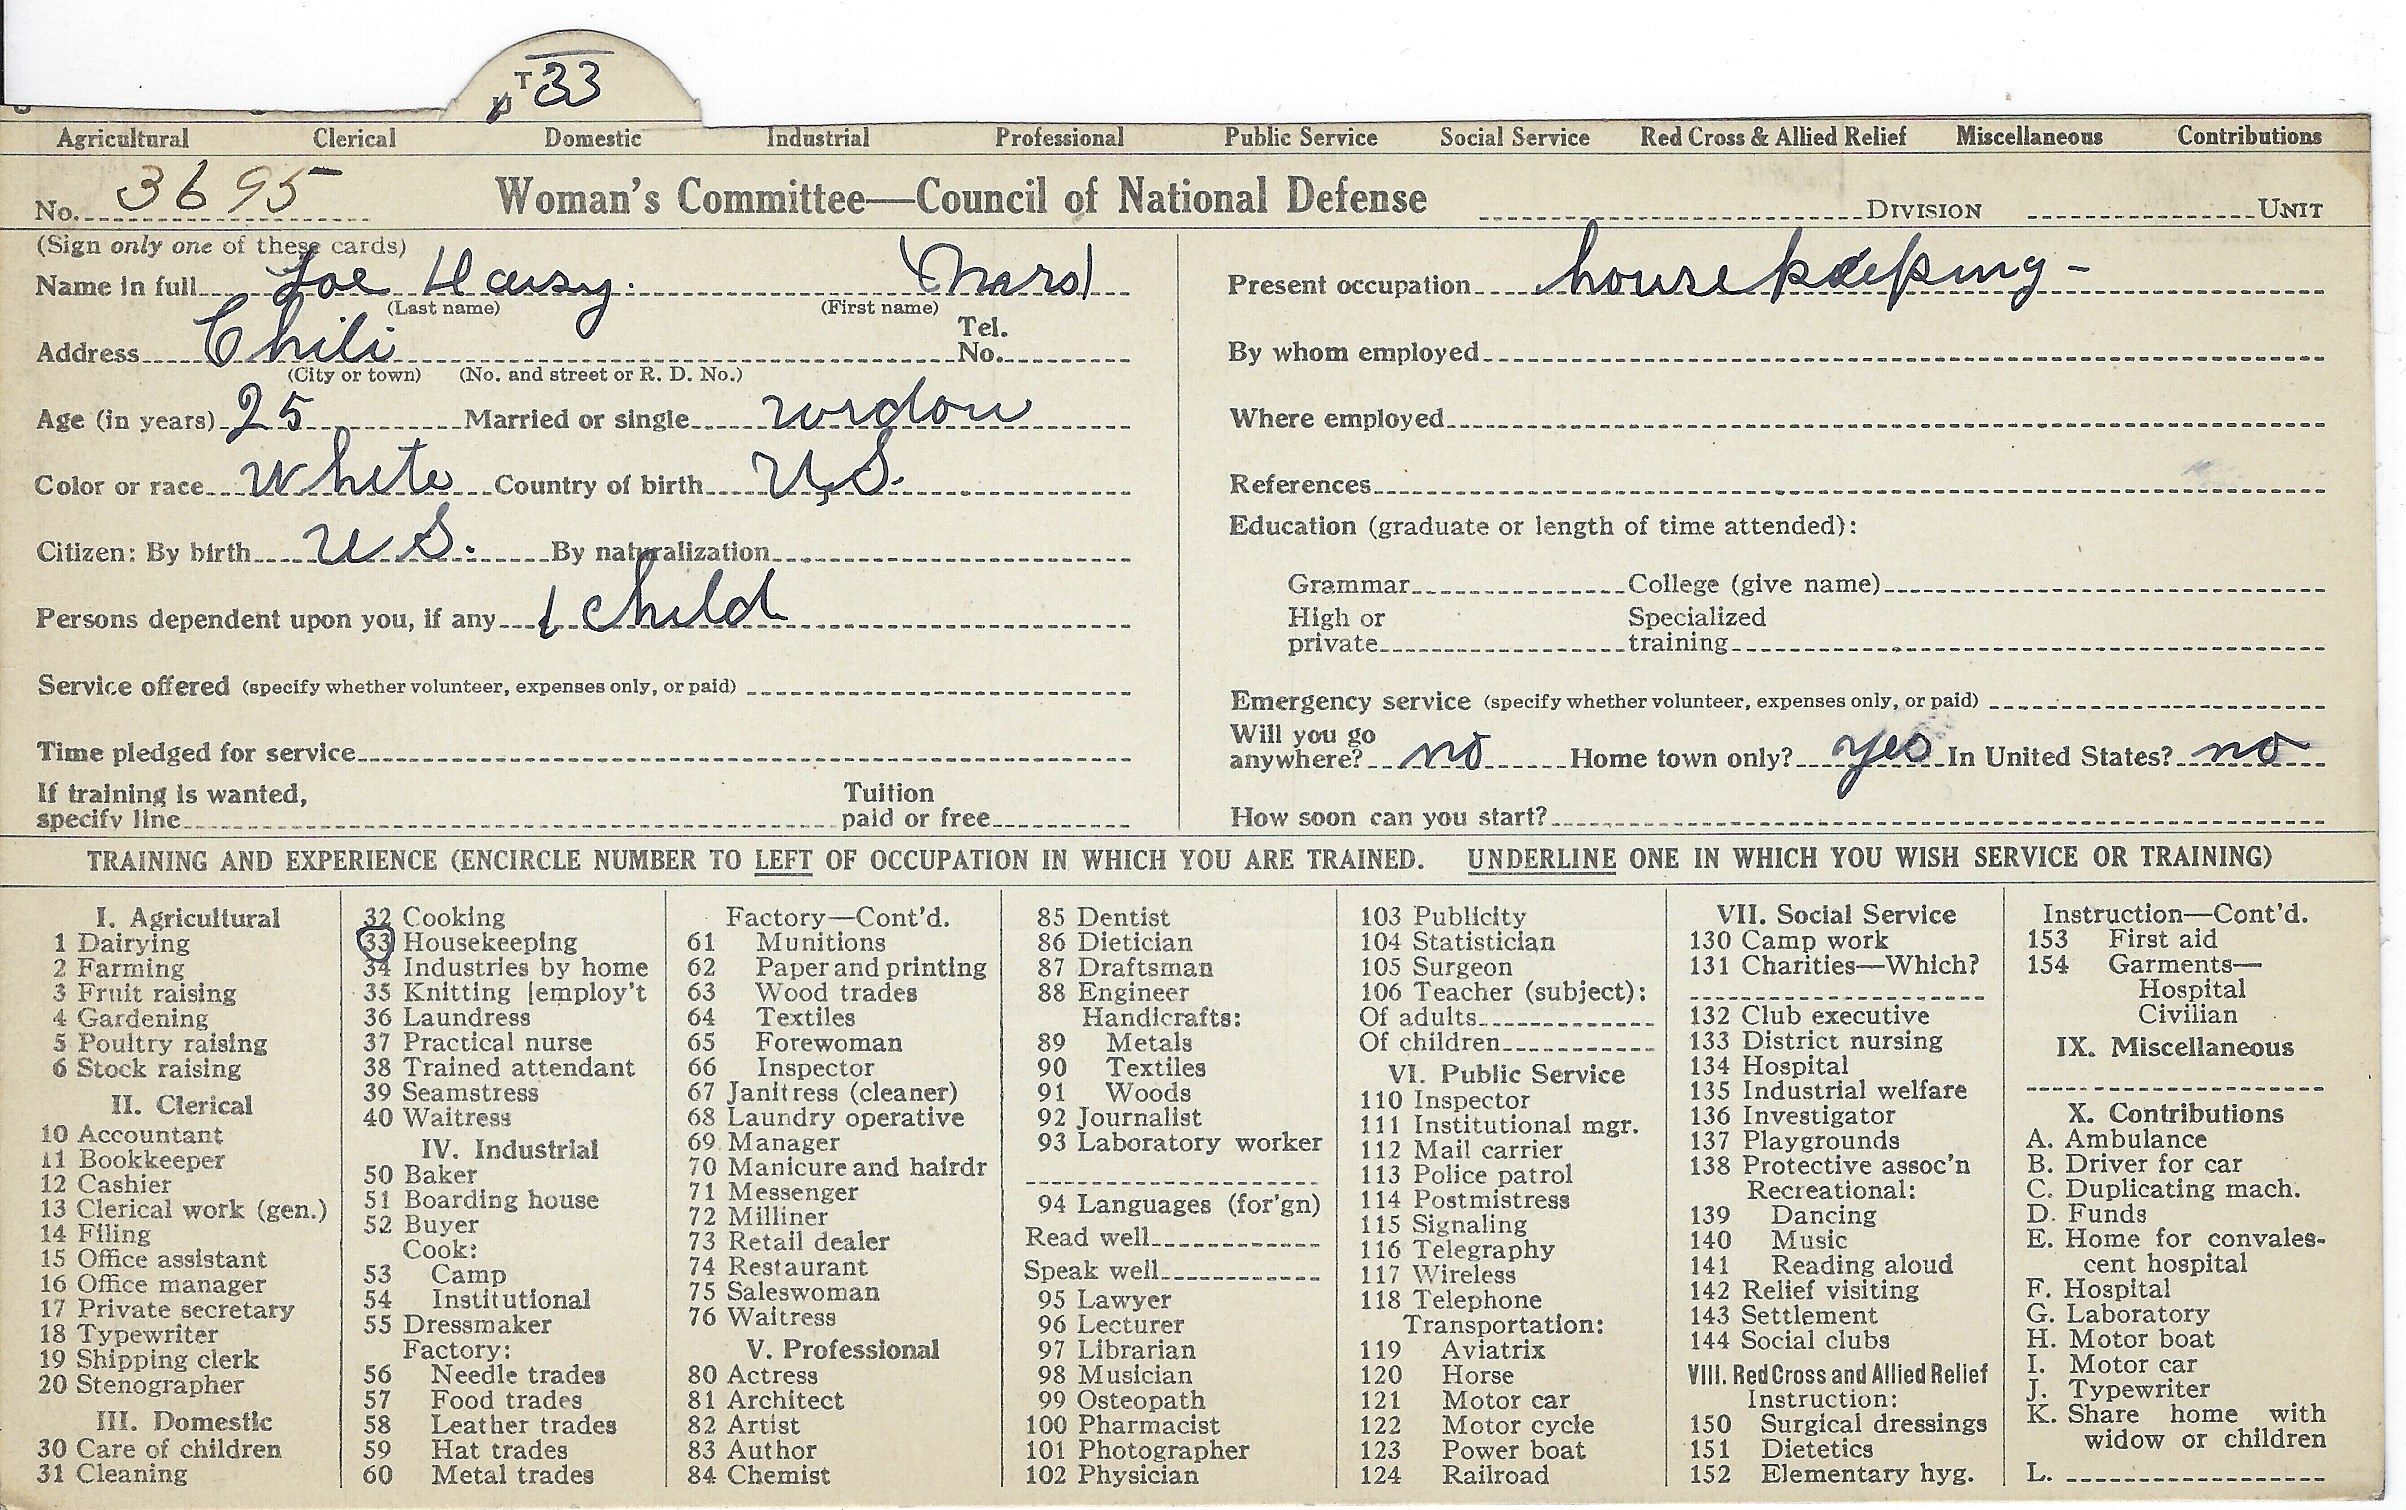 T 33
Agricultural Clerical Domestic Industrial Professional Public Service Social Service Red Cross & Allied Relief Miscellaneous Contributions
No. 3695 Woman's Committee—Council of National Defense DIVISION UNIT
(Sign only one of these cards)
Name in full Joe (Mrs)
(Last name) (First name)
Address Chili Tel. No.
(City or town) (No. and street or R. D. No.)
Age (in years) 25 Married or single widow
Color or race White Country of birth U.S.
Citizen: By birth U S. By naturalization
Persons dependent upon you, if any 1 child
Service offered (specify whether volunteer, expenses only, or paid)
Time pledged for service
If training is wanted, specify line Tuition paid or free
Present occupation housekeeping-
By whom employed
Where employed
References
Education (graduate or length of time attended):
Grammar College (give name)
High or private Specialized training
Emergency service (specify whether volunteer, expenses only, or paid)
Will you go anywhere? no Home town only? yes In United States? no
How soon can you start?
TRAINING AND EXPERIENCE (ENCIRCLE NUMBER TO LEFT OF OCCUPATION IN WHICH YOU ARE TRAINED. UNDERLINE ONE IN WHICH YOU WISH SERVICE OR TRAINING)
I. Agricultural
1 Dairying
2 Farming
3 Fruit raising
4 Gardening
5 Poultry raising
6 Stock raising
II. Clerical
10 Accountant
11 Bookkeeper
12 Cashier
13 Clerical work (gen.)
14 Filing
15 Office assistant
16 Office manager
17 Private secretary
18 Typewriter
19 Shipping clerk
20 Stenographer
III. Domestic
30 Care of children
31 Cleaning
32 Cooking
33 Housekeeping
34 Industries by home
35 Knitting [employ't
36 Laundress
37 Practical nurse
38 Trained attendant
39 Seamstress
40 Waitress
IV. Industrial
50 Baker
51 Boarding house
52 Buyer
Cook:
53 Camp
54 Institutional
55 Dressmaker
Factory:
56 Needle trades
57 Food trades
58 Leather trades
59 Hat trades
60 Metal trades
Factory—Cont'd.
61 Munitions
62 Paper and printing
63 Wood trades
64 Textiles
65 Forewoman
66 Inspector
67 Janitress (cleaner)
68 Laundry operative
69 Manager
70 Manicure and hairdr
71 Messenger
72 Milliner
73 Retail dealer
74 Restaurant
75 Saleswoman
76 Waitress
V. Professional
80 Actress
81 Architect
82 Artist
83 Author
84 Chemist
85 Dentist
86 Dietician
87 Draftsman
88 Engineer
Handicrafts:
89 Metals
90 Textiles
91 Woods
92 Journalist
93 Laboratory worker
94 Languages (for'gn)
Read well
Speak well
95 Lawyer
96 Lecturer
97 Librarian
98 Musician
99 Osteopath
100 Pharmacist
101 Photographer
102 Physician
103 Publicity
104 Statistician
105 Surgeon
106 Teacher (subject):
Of adults
Of children
VI. Public Service
110 Inspector
111 Institutional mgr.
112 Mail carrier
113 Police patrol
114 Postmistress
115 Signaling
116 Telegraphy
117 Wireless
118 Telephone
Transportation:
119 Aviatrix
120 Horse
121 Motor car
122 Motor cycle
123 Power boat
124 Railroad
VII. Social Service
130 Camp work
131 Charities—Which?
132 Club executive
133 District nursing
134 Hospital
135 Industrial welfare
136 Investigator
137 Playgrounds
138 Protective assoc'n
Recreational:
139 Dancing
140 Music
141 Reading aloud
142 Relief visiting
143 Settlement
144 Social clubs
VIII. Red Cross and Allied Relief
Instruction:
150 Surgical dressings
151 Dietetics
152 Elementary hyg.
Instruction—Cont'd.
153 First aid
154 Garments—
Hospital
Civilian
IX. Miscellaneous
X. Contributions
A. Ambulance
B. Driver for car
C. Duplicating mach.
D. Funds
E. Home for convales-
cent hospital
F. Hospital
G. Laboratory
H. Motor boat
I. Motor car
J. Typewriter
K. Share home with
widow or children
L.